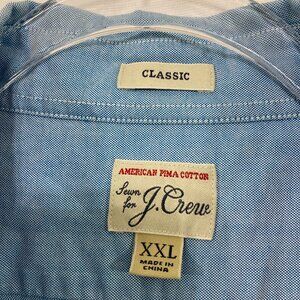 CLASSIC
AMERICAN PIMA COTTON
Sewn
for J.Crew
XXL
MADE IN
CHINA